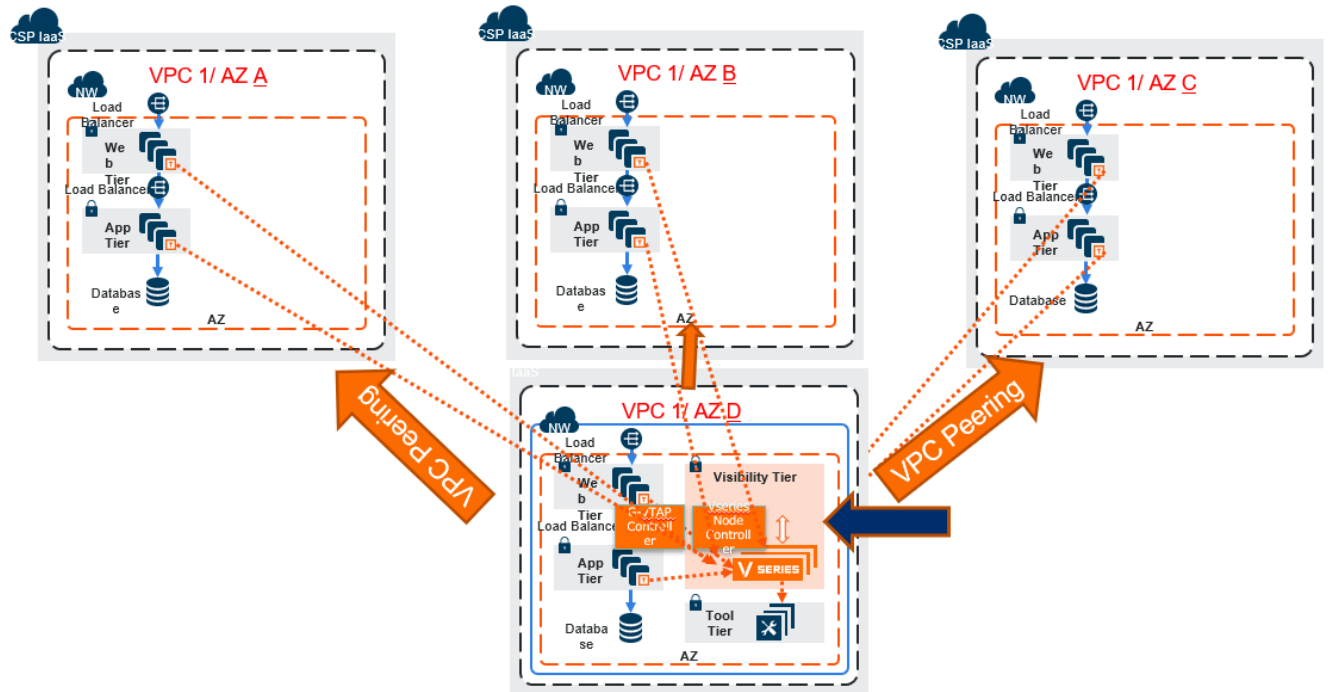 CSP IaaS
VPC 1/ AZ A
NW
Load
Balancer
We
b
Tier
Load Balancer
App
Tier
Databas
e
AZ
CSP IaaS
VPC 1/ AZ B
NW
Load
Balancer
We
b
Tier
Load Balancer
App
Tier
Databas
e
AZ
CSP IaaS
VPC 1/ AZ C
NW
Load
Balancer
We
b
Tier
Load Balancer
App
Tier
Database
AZ
VPC Peering
VPC Peering
IaaS
VPC 1/ AZ D
NW
Load
Balancer
We
b
Tier
Load Balancer
App
Tier
Databa
se
AZ
Visibility Tier
G-vTAP
Controll
er
Vseries
Node
Controll
er
V SERIES
Tool
Tier
T
T
T
T
T
T
T
T